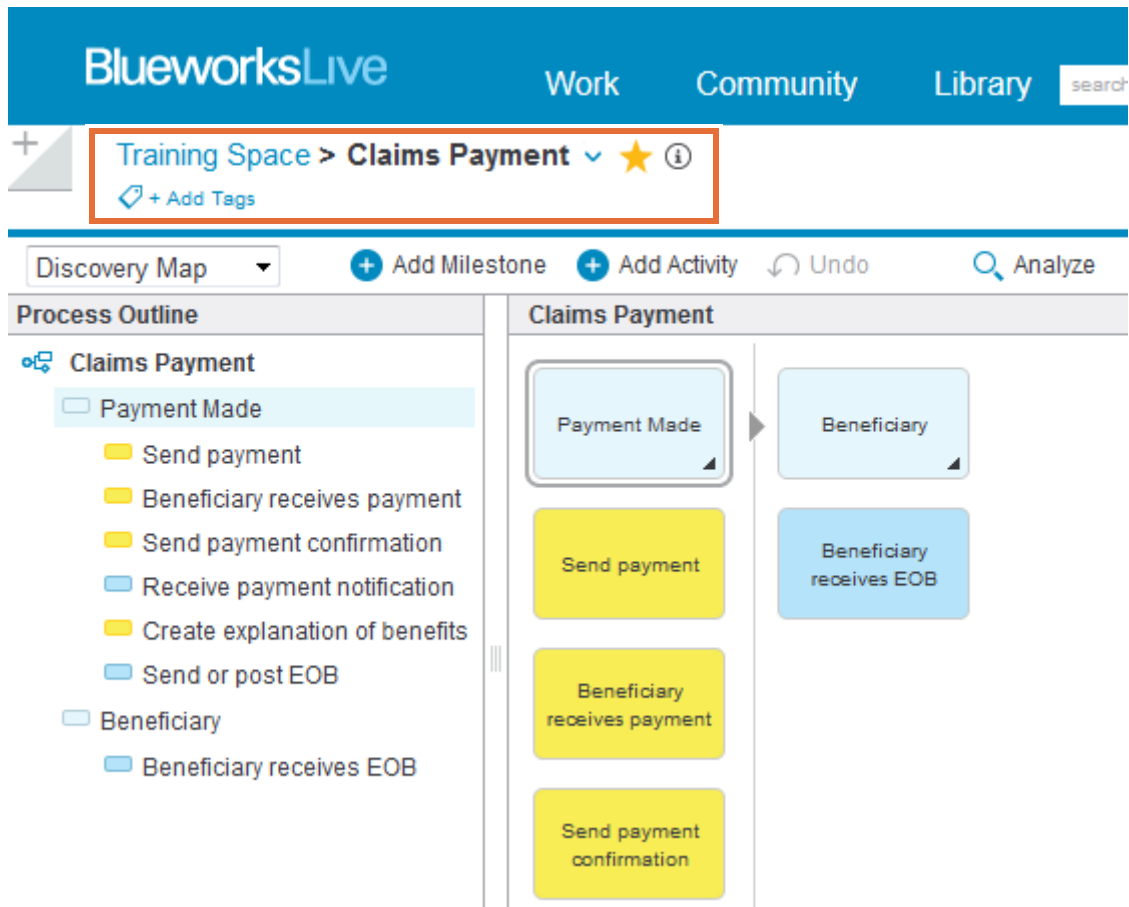 BlueworksLive
Work Community Library search
Training Space > Claims Payment
+ Add Tags
Discovery Map Add Milestone Add Activity Undo Analyze
Process Outline
Claims Payment
Payment Made
Send payment
Beneficiary receives payment
Send payment confirmation
Receive payment notification
Create explanation of benefits
Send or post EOB
Beneficiary
Beneficiary receives EOB
Claims Payment
Payment Made
Beneficiary
Send payment
Beneficiary
receives EOB
Beneficiary
receives payment
Send payment
confirmation